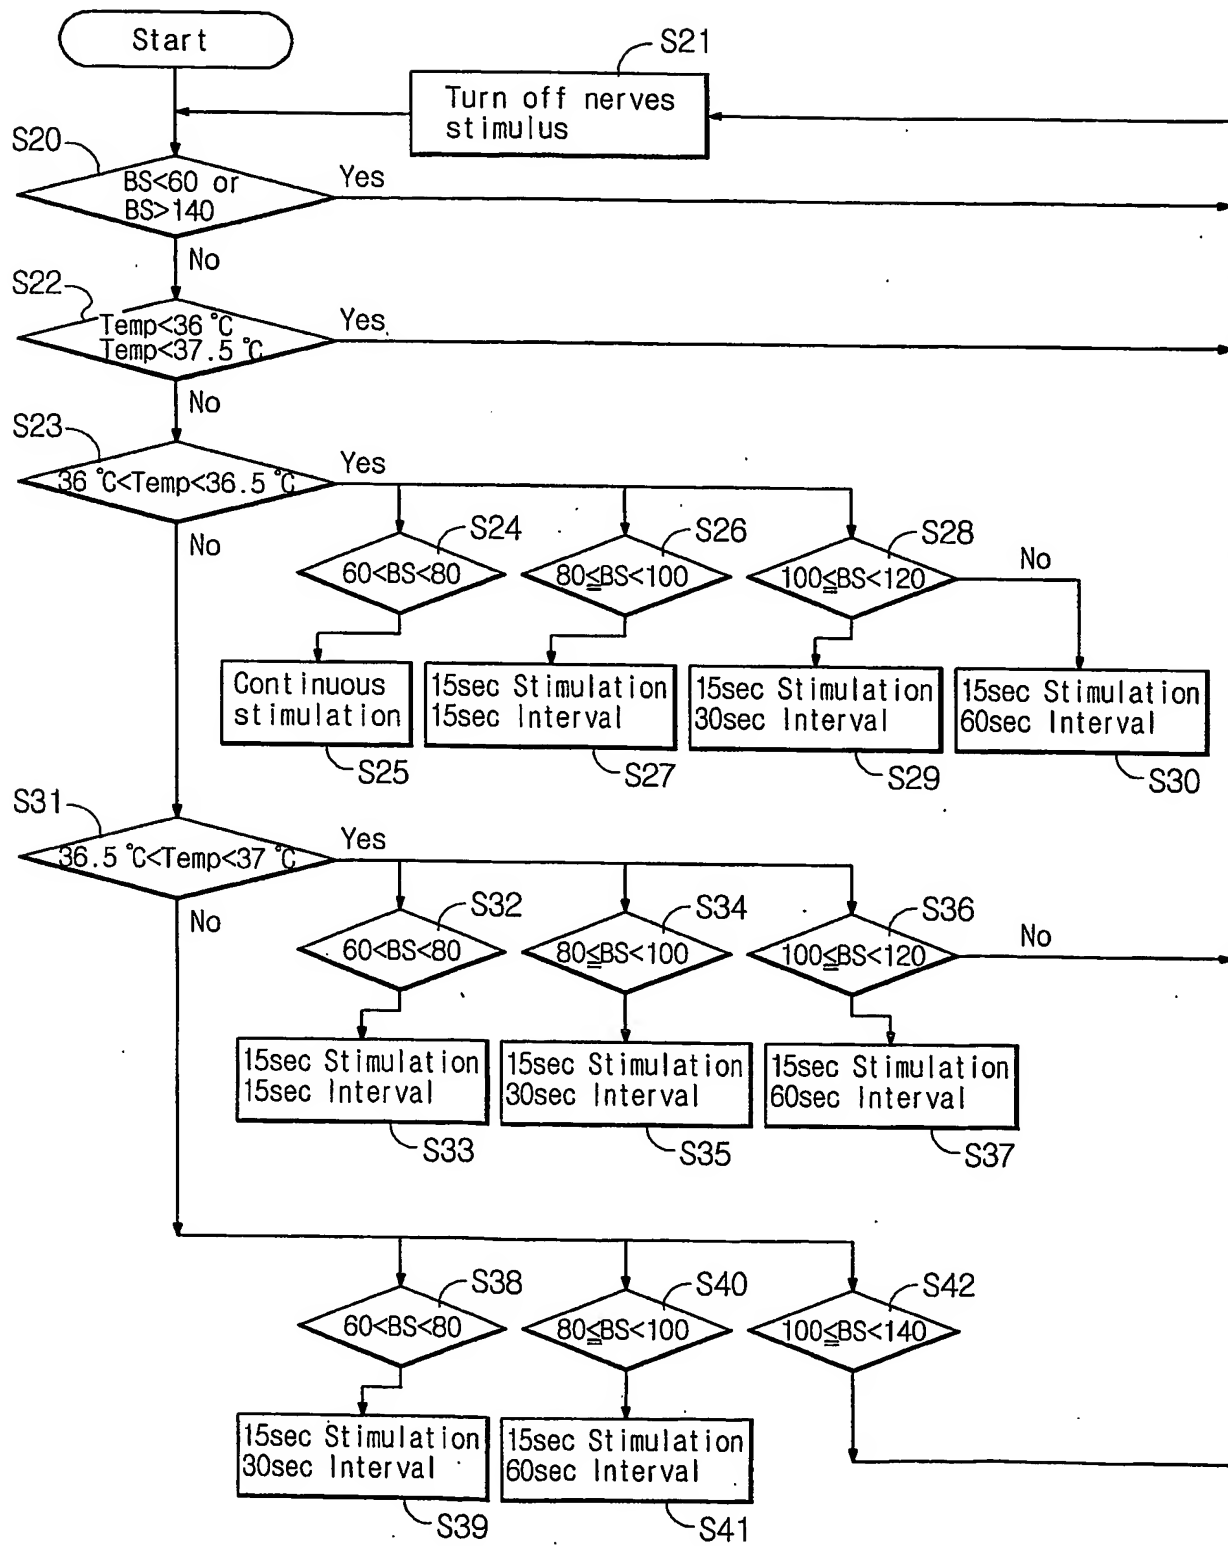 Start
S21
Turn off nerves
stimulus
S20
BS<60 or
BS>140
Yes
No
S22
Temp<36 °C
Temp<37.5 °C
Yes
No
S23
36 °C<Temp<36.5 °C
Yes
No
S24
60<BS<80
S26
80≦BS<100
S28
100≦BS<120
No
Continuous
stimulation
S25
15sec Stimulation
15sec Interval
S27
15sec Stimulation
30sec Interval
S29
15sec Stimulation
60sec Interval
S30
S31
36.5 °C<Temp<37 °C
Yes
No
S32
60<BS<80
S34
80≦BS<100
S36
100≦BS<120
No
15sec Stimulation
15sec Interval
S33
15sec Stimulation
30sec Interval
S35
15sec Stimulation
60sec Interval
S37
S38
60<BS<80
S40
80≦BS<100
S42
100≦BS<140
15sec Stimulation
30sec Interval
S39
15sec Stimulation
60sec Interval
S41